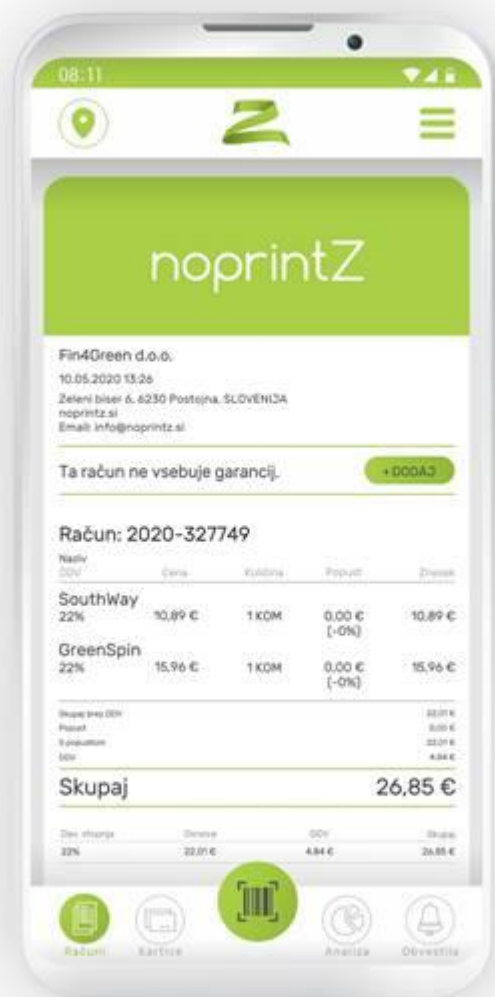 08:11
Z
noprintZ
Fin4Green d.o.o.
10.05.2020 13:26
Zeleni biser 6, 6230 Postojna, SLOVENIJA
noprintz.si
Email: info@noprintz.si
Ta račun ne vsebuje garancij. +DODAJ
Račun: 2020-327749
Naziv
DDV Cena Količina Popust Znesek
SouthWay
22% 10,89 € 1 KOM 0,00 € 10,89 €
(-0%)
GreenSpin
22% 15,96 € 1 KOM 0,00 € 15,96 €
(-0%)
Skupaj brez DDV 22,01 €
Popust 0,00 €
S popustom 22,01 €
DDV 4,84 €
Skupaj 26,85 €
Dav. stopnja Osnova DDV Skupaj
22% 22,01 € 4,84 € 26,85 €
Računi Kartice Analiza Obvestila